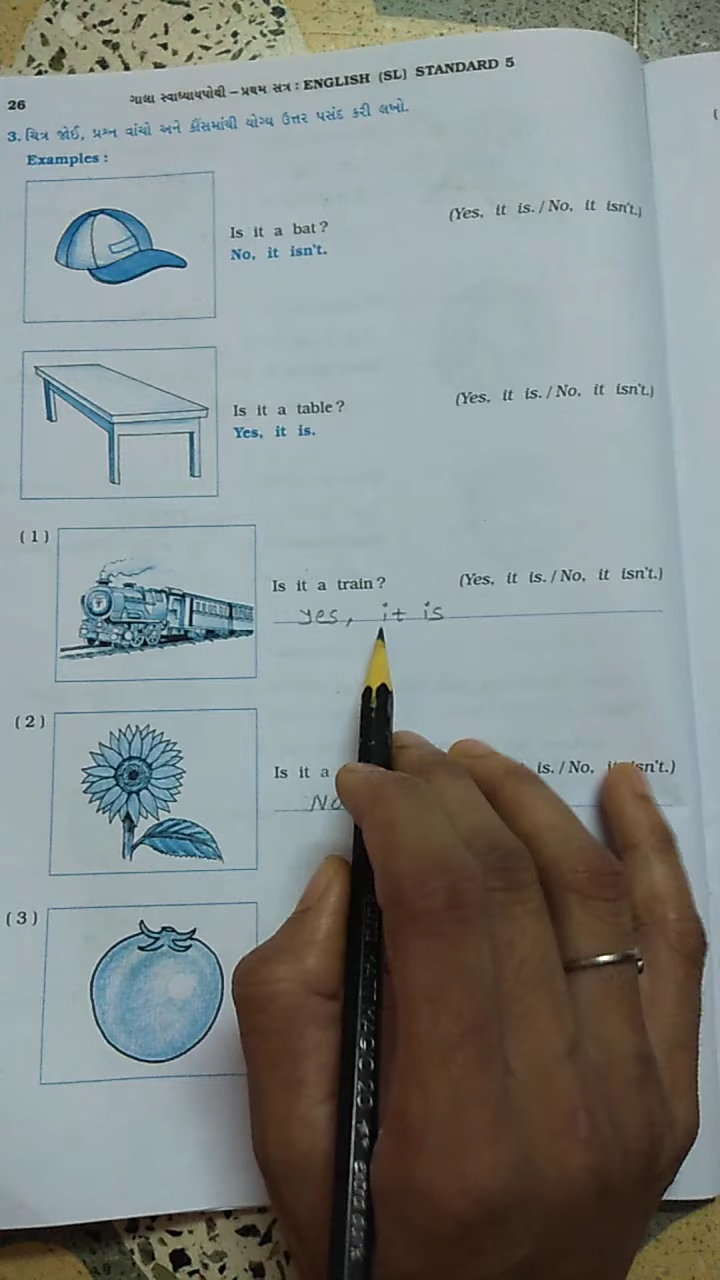 26
ગાલા સ્વાધ્યાયપોથી – પ્રથમ સત્ર : ENGLISH (SL) STANDARD 5
3. ચિત્ર જોઈ, પ્રશ્ન વાંચો અને કૌંસમાંથી યોગ્ય ઉત્તર પસંદ કરી લખો.
Examples :
Is it a bat? (Yes, it is. / No, it isn't.)
No, it isn't.
Is it a table? (Yes, it is. / No, it isn't.)
Yes, it is.
(1)
Is it a train? (Yes, it is. / No, it isn't.)
yes, it is
(2)
Is it a is. / No, isn't.)
No
(3)